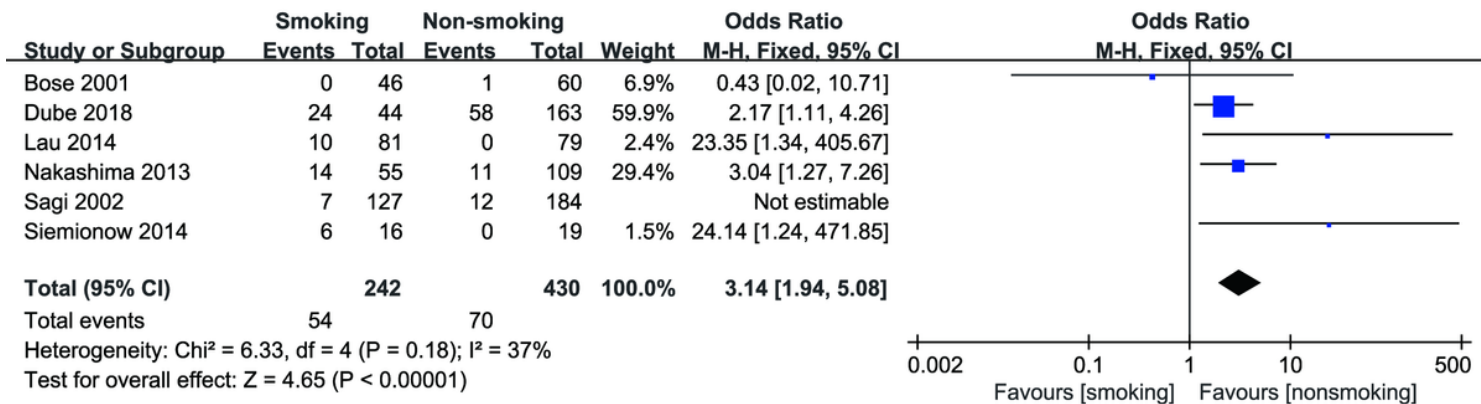 Smoking Non-smoking Odds Ratio Odds Ratio
Study or Subgroup Events Total Events Total Weight M-H, Fixed, 95% CI M-H, Fixed, 95% CI
Bose 2001 0 46 1 60 6.9% 0.43 [0.02, 10.71]
Dube 2018 24 44 58 163 59.9% 2.17 [1.11, 4.26]
Lau 2014 10 81 0 79 2.4% 23.35 [1.34, 405.67]
Nakashima 2013 14 55 11 109 29.4% 3.04 [1.27, 7.26]
Sagi 2002 7 127 12 184 Not estimable
Siemionow 2014 6 16 0 19 1.5% 24.14 [1.24, 471.85]
Total (95% CI) 242 430 100.0% 3.14 [1.94, 5.08]
Total events 54 70
Heterogeneity: Chi² = 6.33, df = 4 (P = 0.18); I² = 37%
Test for overall effect: Z = 4.65 (P < 0.00001)
0.002 0.1 1 10 500
Favours [smoking] Favours [nonsmoking]